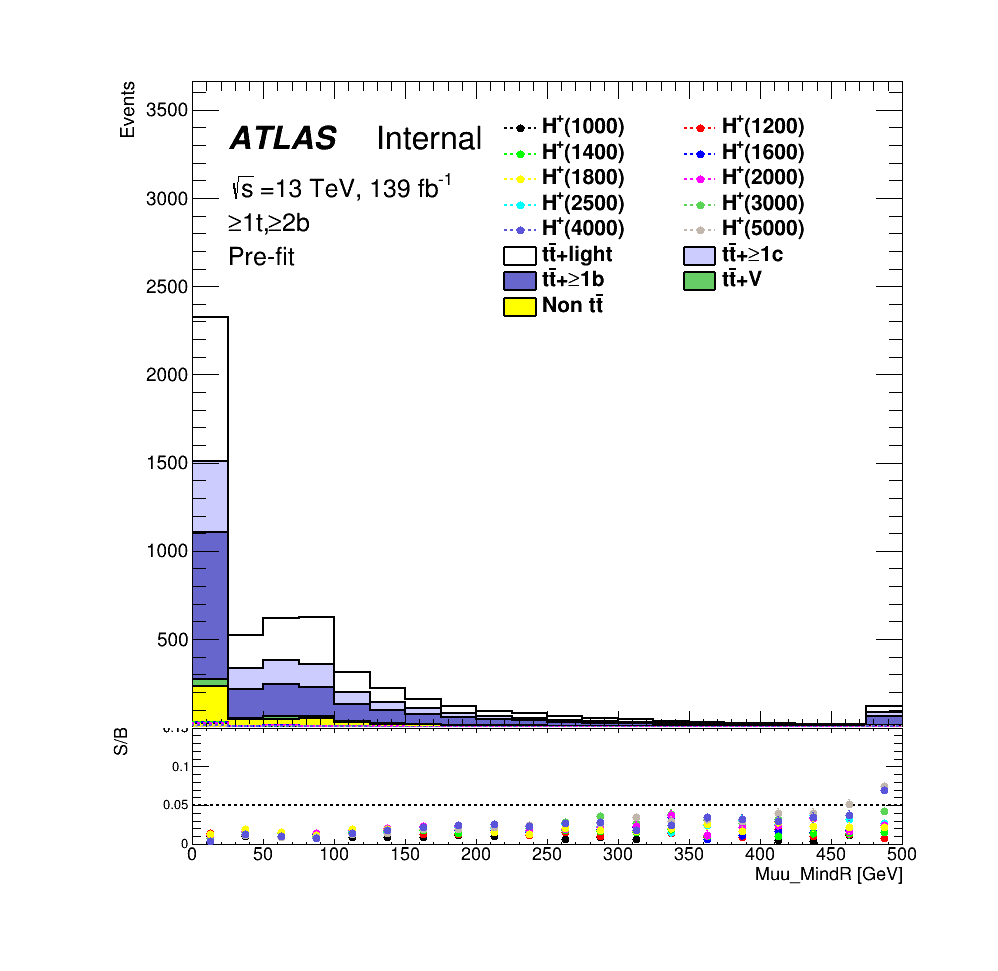 Events
3500
3000
2500
2000
1500
1000
500
ATLAS Internal
√s =13 TeV, 139 fb⁻¹
≥1t,≥2b
Pre-fit
H⁺(1000) H⁺(1200)
H⁺(1400) H⁺(1600)
H⁺(1800) H⁺(2000)
H⁺(2500) H⁺(3000)
H⁺(4000) H⁺(5000)
tt̄+light tt̄+≥1c
tt̄+≥1b tt̄+V
Non tt̄
S/B
0.15
0.1
0.05
0
0 50 100 150 200 250 300 350 400 450 500
Muu_MindR [GeV]